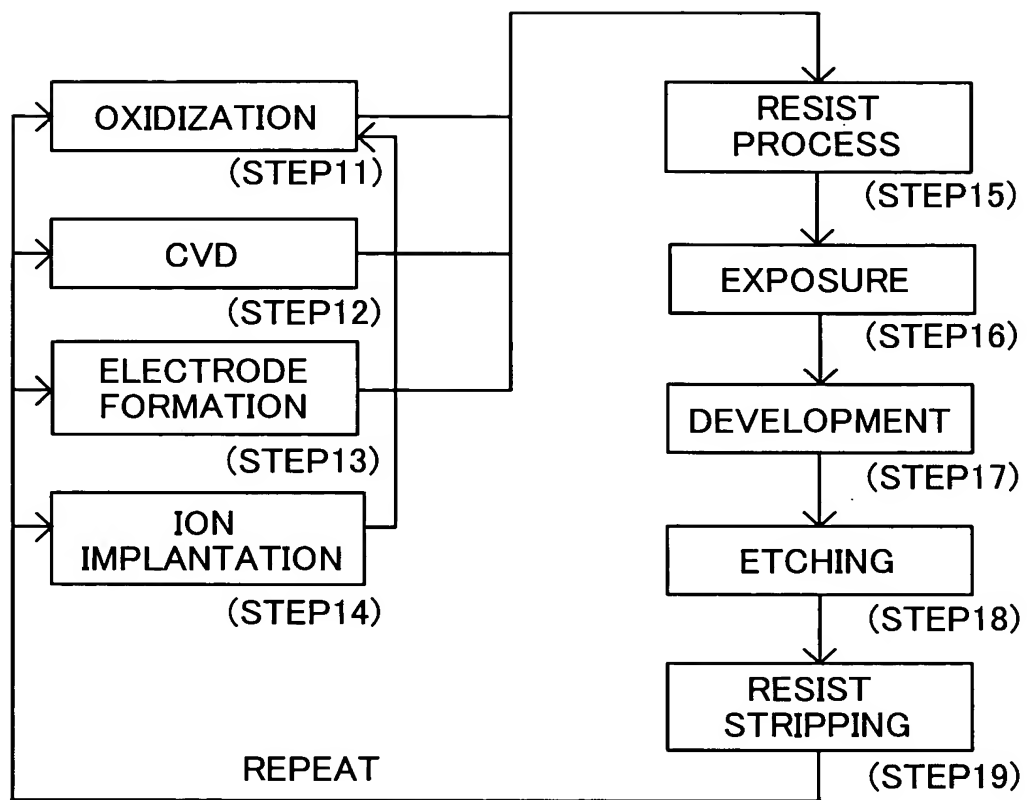 OXIDIZATION
(STEP11)
CVD
(STEP12)
ELECTRODE
FORMATION
(STEP13)
ION
IMPLANTATION
(STEP14)
RESIST
PROCESS
(STEP15)
EXPOSURE
(STEP16)
DEVELOPMENT
(STEP17)
ETCHING
(STEP18)
RESIST
STRIPPING
(STEP19)
REPEAT